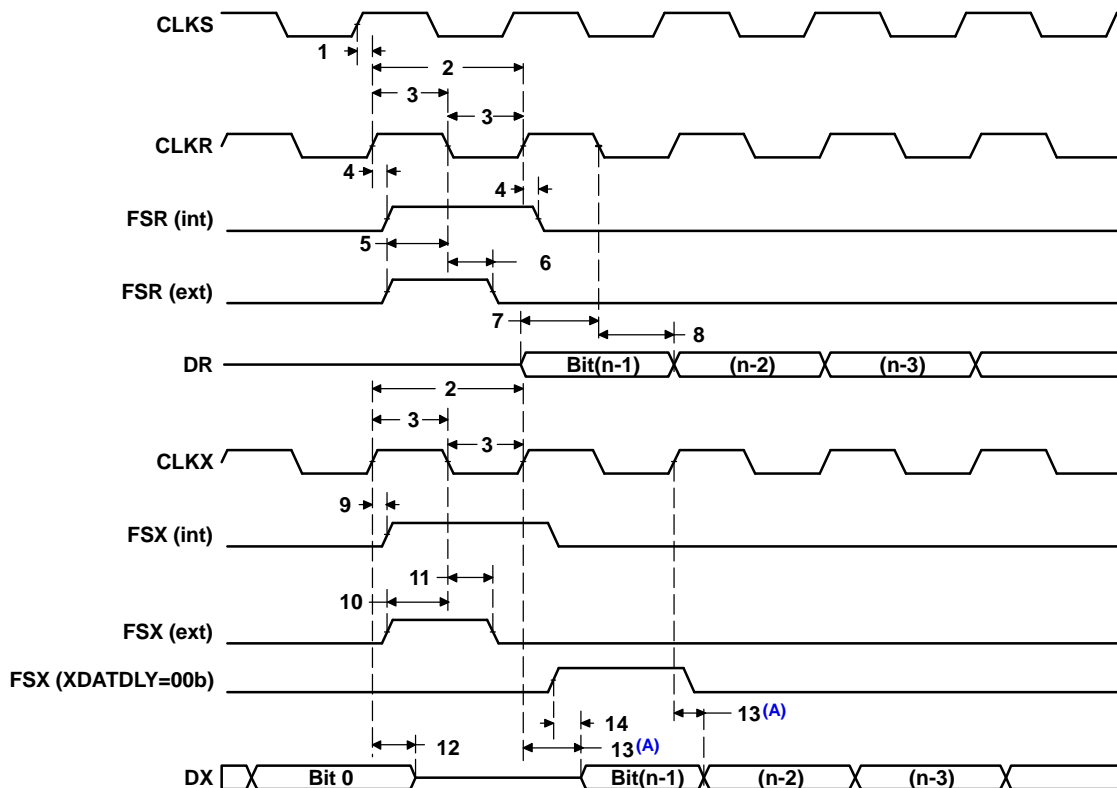 CLKS
1
2
3
3
CLKR
4
4
FSR (int)
5
6
FSR (ext)
7
8
DR
Bit(n-1)
(n-2)
(n-3)
2
3
3
CLKX
9
FSX (int)
11
10
FSX (ext)
FSX (XDATDLY=00b)
13(A)
14
12
13(A)
DX
Bit 0
Bit(n-1)
(n-2)
(n-3)